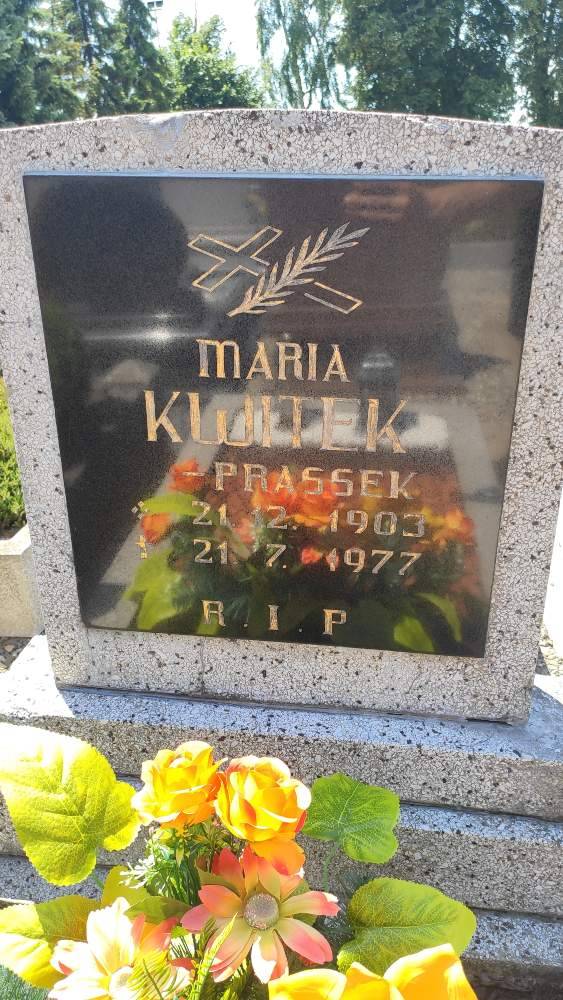 MARIA
KWITEK
-PRASSEK
* 21. 12. 1903
† 21. 7. 1977
R. I. P